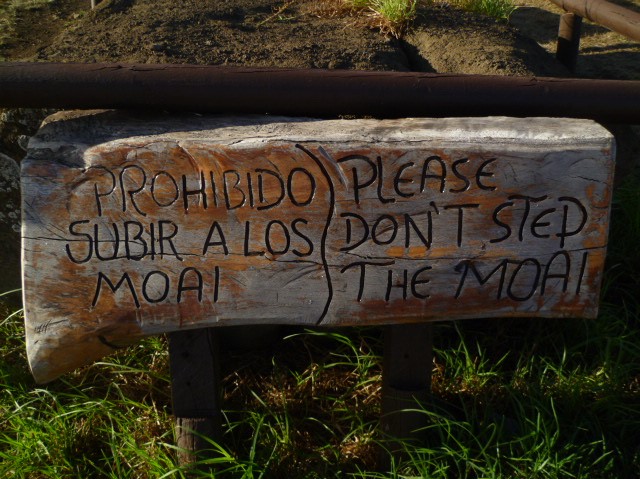 PROHIBIDO
SUBIR A LOS
MOAI
PLEASE
DON'T STEP
THE MOAI